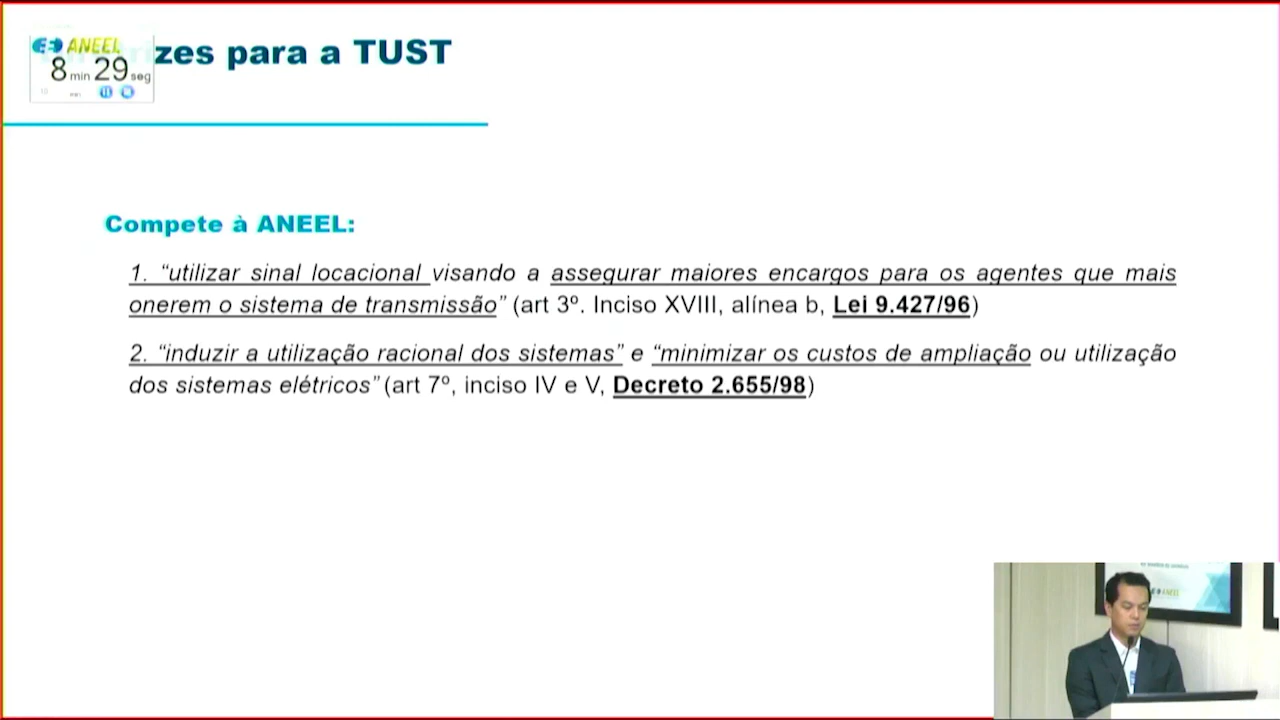 ANEEL
8 min 29 seg
zes para a TUST
Compete à ANEEL:
1. “utilizar sinal locacional visando a assegurar maiores encargos para os agentes que mais
onerem o sistema de transmissão” (art 3º. Inciso XVIII, alínea b, Lei 9.427/96)
2. “induzir a utilização racional dos sistemas” e “minimizar os custos de ampliação ou utilização
dos sistemas elétricos” (art 7º, inciso IV e V, Decreto 2.655/98)